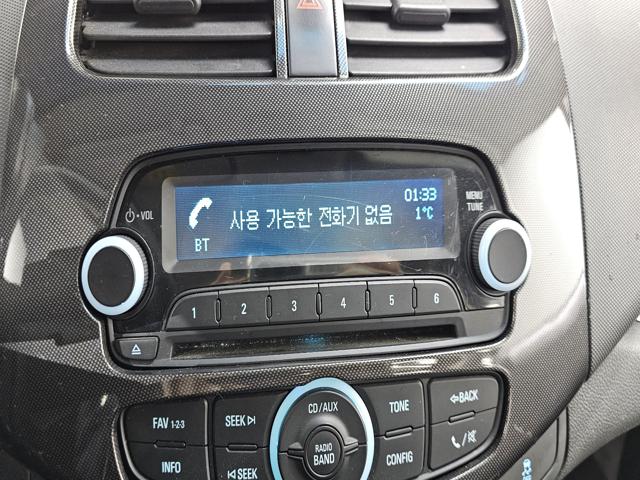 01:33
사용 가능한 전화기 없음
1°C
BT
VOL
MENU
TUNE
1 2 3 4 5 6
FAV 1-2-3
SEEK
CD/AUX
TONE
BACK
INFO
SEEK
RADIO
BAND
CONFIG